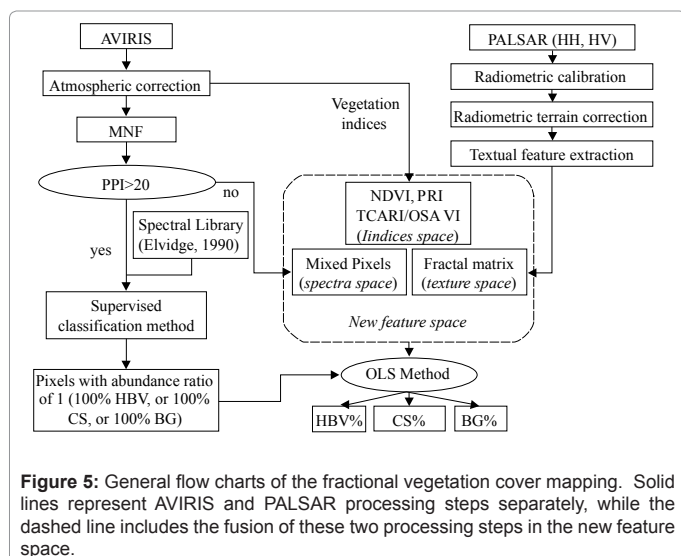 AVIRIS
Atmospheric correction
MNF
PPI>20
no
yes
Spectral Library
(Elvidge, 1990)
Supervised
classification method
Pixels with abundance ratio
of 1 (100% HBV, or 100%
CS, or 100% BG)
Vegetation
indices
PALSAR (HH, HV)
Radiometric calibration
Radiometric terrain correction
Textual feature extraction
NDVI, PRI
TCARI/OSA VI
(Iindices space)
Mixed Pixels
(spectra space)
Fractal matrix
(texture space)
New feature space
OLS Method
HBV%
CS%
BG%
Figure 5: General flow charts of the fractional vegetation cover mapping. Solid
lines represent AVIRIS and PALSAR processing steps separately, while the
dashed line includes the fusion of these two processing steps in the new feature
space.